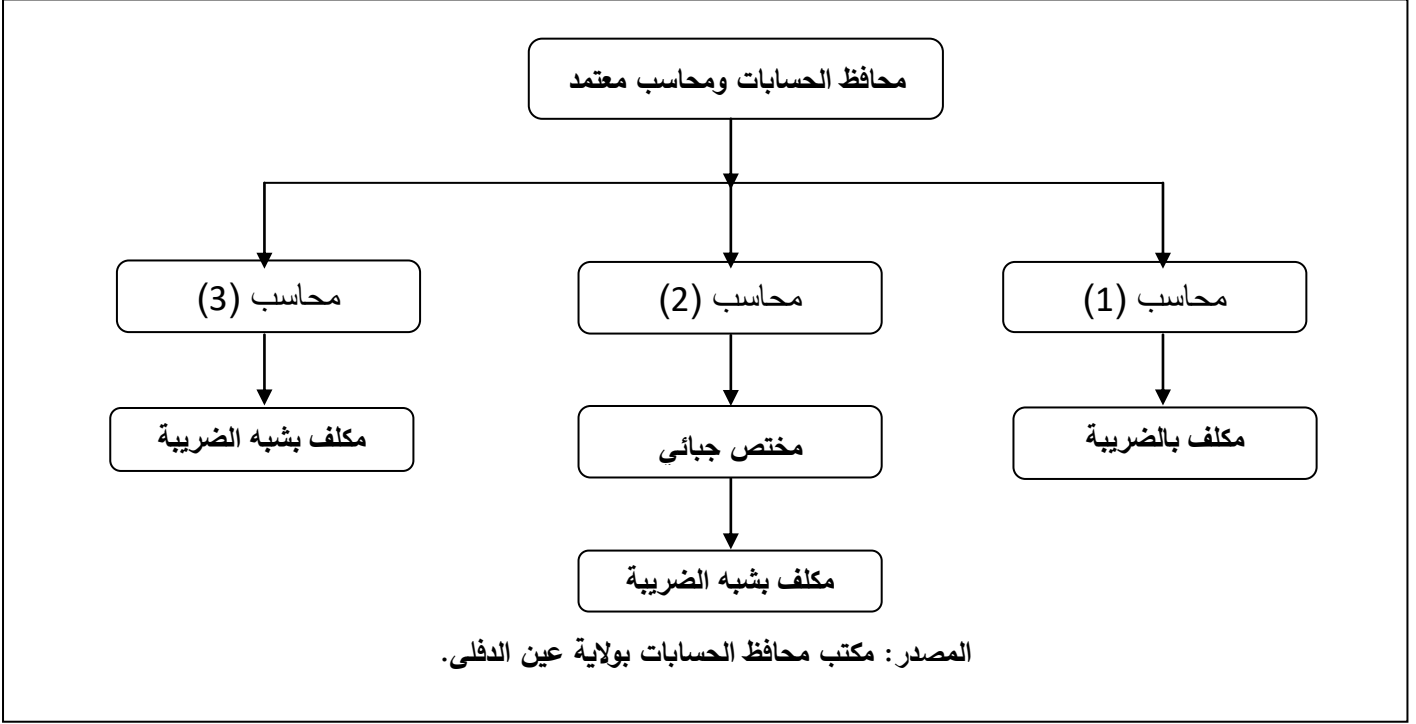 محافظ الحسابات ومحاسب معتمد
محاسب (1)
محاسب (2)
محاسب (3)
مكلف بالضريبة
مختص جبائي
مكلف بشبه الضريبة
مكلف بشبه الضريبة
المصدر: مكتب محافظ الحسابات بولاية عين الدفلى.